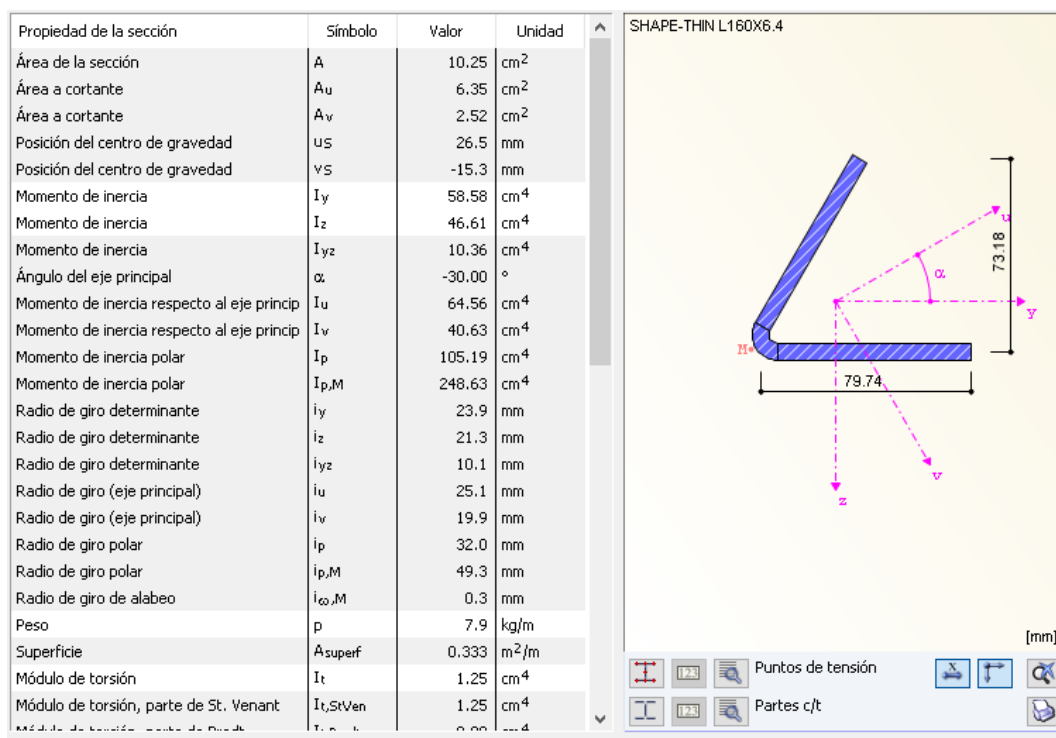 Propiedad de la sección Símbolo Valor Unidad
Área de la sección A 10.25 cm2
Área a cortante Au 6.35 cm2
Área a cortante Av 2.52 cm2
Posición del centro de gravedad uS 26.5 mm
Posición del centro de gravedad vS -15.3 mm
Momento de inercia Iy 58.58 cm4
Momento de inercia Iz 46.61 cm4
Momento de inercia Iyz 10.36 cm4
Ángulo del eje principal α -30.00 °
Momento de inercia respecto al eje princip Iu 64.56 cm4
Momento de inercia respecto al eje princip Iv 40.63 cm4
Momento de inercia polar Ip 105.19 cm4
Momento de inercia polar Ip,M 248.63 cm4
Radio de giro determinante iy 23.9 mm
Radio de giro determinante iz 21.3 mm
Radio de giro determinante iyz 10.1 mm
Radio de giro (eje principal) iu 25.1 mm
Radio de giro (eje principal) iv 19.9 mm
Radio de giro polar ip 32.0 mm
Radio de giro polar ip,M 49.3 mm
Radio de giro de alabeo iω,M 0.3 mm
Peso p 7.9 kg/m
Superficie Asuperf 0.333 m2/m
Módulo de torsión It 1.25 cm4
Módulo de torsión, parte de St. Venant It,StVen 1.25 cm4
SHAPE-THIN L160X6.4
73.18
u
α
y
M
79.74
v
z
[mm]
Puntos de tensión
Partes c/t
123
123
x